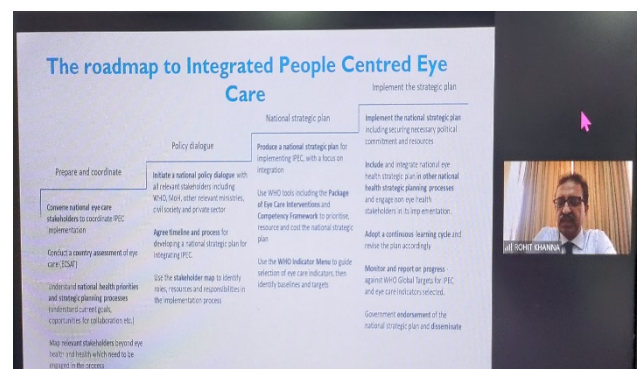 The roadmap to Integrated People Centred Eye
Care
Prepare and coordinate
Convene national eye care
stakeholders to coordinate IPEC
implementation
Conduct a country assessment of eye
care (ECSAT)
Understand national health priorities
and strategic planning processes
(understand current goals,
opportunities for collaboration etc.)
Map relevant stakeholders beyond eye
health and health which need to be
engaged in the process
Policy dialogue
Initiate a national policy dialogue with
all relevant stakeholders including
WHO, MoH, other relevant ministries,
civil society and private sector
Agree timeline and process for
developing a national strategic plan for
integrating IPEC.
Use the stakeholder map to identify
roles, resources and responsibilities in
the implementation process
National strategic plan
Produce a national strategic plan for
implementing IPEC, with a focus on
integration
Use WHO tools including the Package
of Eye Care Interventions and
Competency Framework to prioritise,
resource and cost the national strategic
plan
Use the WHO Indicator Menu to guide
selection of eye care indicators, then
identify baselines and targets
Implement the strategic plan
Implement the national strategic plan
including securing necessary political
commitment and resources
Include and integrate national eye
health strategic plan in other national
health strategic planning processes
and engage non eye health
stakeholders in its implementation.
Adopt a continuous learning cycle and
revise the plan accordingly
Monitor and report on progress
against WHO Global Targets for IPEC
and eye care indicators selected.
Government endorsement of the
national strategic plan and disseminate
ROHIT KHANNA